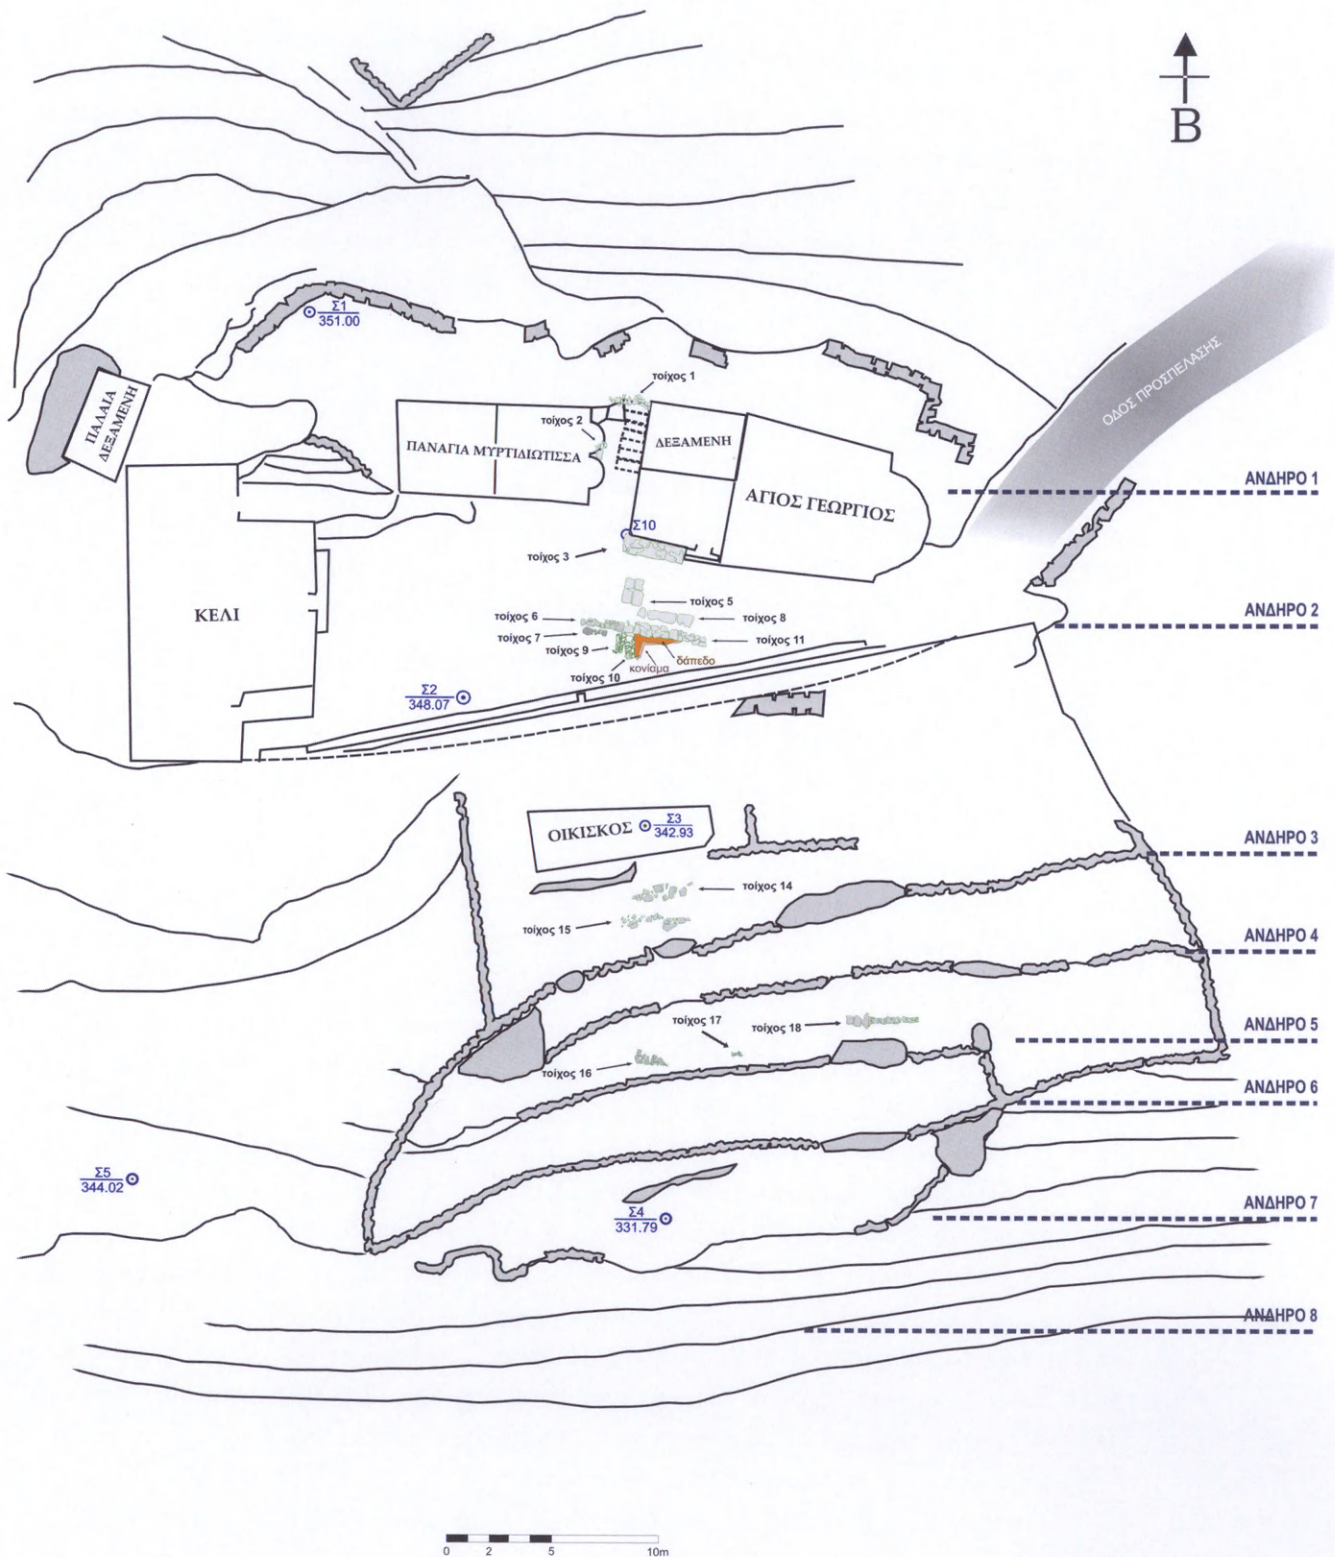 Β
Σ1
351.00
ΟΔΟΣ ΠΡΟΣΠΕΛΑΣΗΣ
τοίχος 1
ΠΑΛΑΙΑ
ΔΕΞΑΜΕΝΗ
τοίχος 2
ΠΑΝΑΓΙΑ ΜΥΡΤΙΔΙΩΤΙΣΣΑ
ΔΕΞΑΜΕΝΗ
ΑΝΔΗΡΟ 1
ΑΓΙΟΣ ΓΕΩΡΓΙΟΣ
Σ10
τοίχος 3
τοίχος 5
ΑΝΔΗΡΟ 2
ΚΕΛΙ
τοίχος 6
τοίχος 8
τοίχος 7
τοίχος 11
τοίχος 9
δάπεδο
κονίαμα
τοίχος 10
Σ2
348.07
ΟΙΚΙΣΚΟΣ
Σ3
342.93
ΑΝΔΗΡΟ 3
τοίχος 14
τοίχος 15
ΑΝΔΗΡΟ 4
τοίχος 17
τοίχος 18
ΑΝΔΗΡΟ 5
τοίχος 16
ΑΝΔΗΡΟ 6
Σ5
344.02
ΑΝΔΗΡΟ 7
Σ4
331.79
ΑΝΔΗΡΟ 8
0 2 5 10m